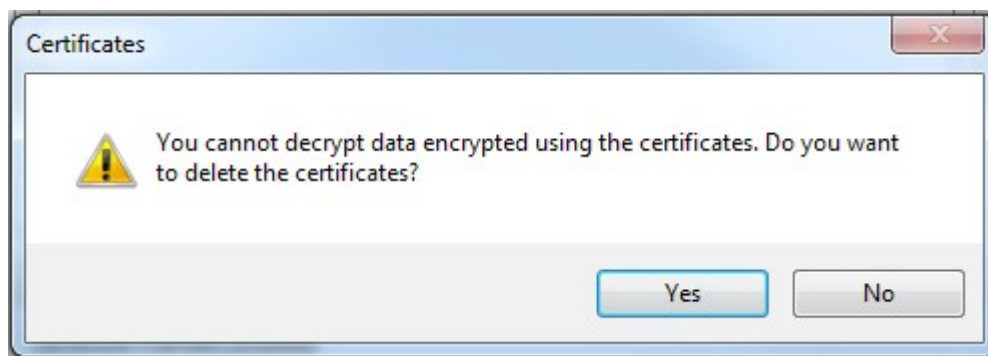 Certificates
You cannot decrypt data encrypted using the certificates. Do you want
to delete the certificates?
Yes
No